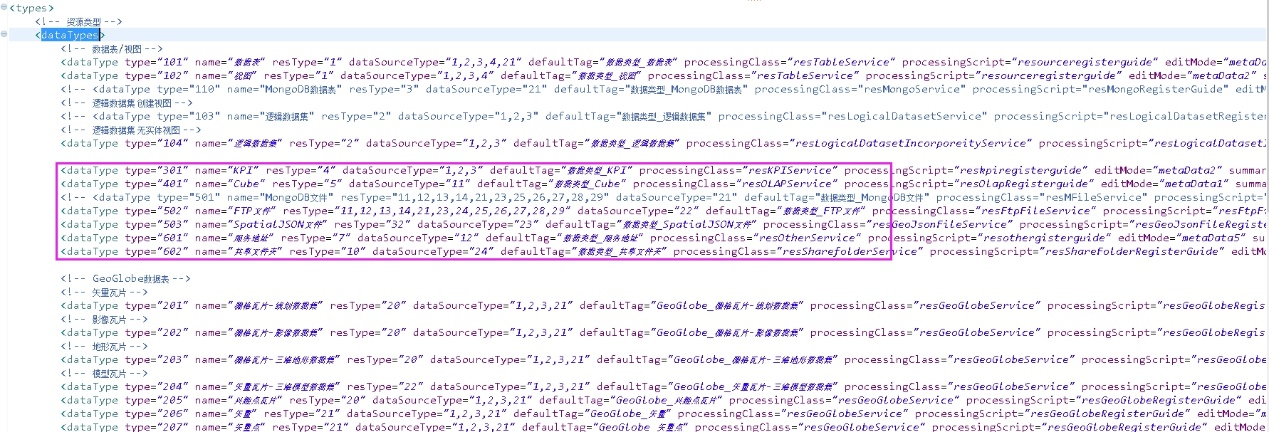 <types>
<!-- 资源类型 -->
<dataTypes>
<!-- 数据表/视图 -->
<dataType type="101" name="数据表" resType="1" dataSourceType="1,2,3,4,21" defaultTag="数据类型_数据表" processingClass="resTableService" processingScript="resourceregisterguide" editMode="metaDat
<dataType type="102" name="视图" resType="1" dataSourceType="1,2,3,4" defaultTag="数据类型_视图" processingClass="resTableService" processingScript="resourceregisterguide" editMode="metaData2" s
<!-- <dataType type="110" name="MongoDB数据表" resType="3" dataSourceType="21" defaultTag="数据类型_MongoDB数据表" processingClass="resMongoService" processingScript="resMongoRegisterGuide" editM
<!-- 逻辑数据集 创建视图 -->
<!-- <dataType type="103" name="逻辑数据集" resType="2" dataSourceType="1,2,3" defaultTag="数据类型_逻辑数据集" processingClass="resLogicalDatasetService" processingScript="resLogicalDatasetRegister
<!-- 逻辑数据集 无实体视图 -->
<dataType type="104" name="逻辑数据集" resType="2" dataSourceType="1,2,3" defaultTag="数据类型_逻辑数据集" processingClass="resLogicalDatasetIncorporeityService" processingScript="resLogicalDataset
<dataType type="301" name="KPI" resType="4" dataSourceType="1,2,3" defaultTag="数据类型_KPI" processingClass="resKPIService" processingScript="reskpiregisterguide" editMode="metaData2" summar
<dataType type="401" name="Cube" resType="5" dataSourceType="11" defaultTag="数据类型_Cube" processingClass="resOLAPService" processingScript="resOLapRegisterguide" editMode="metaData1" summa
<!-- <dataType type="501" name="MongoDB文件" resType="11,12,13,14,21,23,25,26,27,28,29" dataSourceType="21" defaultTag="数据类型_MongoDB文件" processingClass="resMFileService" processingScript="res
<dataType type="502" name="FTP文件" resType="11,12,13,14,21,23,24,25,26,27,28,29" dataSourceType="22" defaultTag="数据类型_FTP文件" processingClass="resFtpFileService" processingScript="resFtpF
<dataType type="503" name="SpatialJSON文件" resType="32" dataSourceType="23" defaultTag="数据类型_SpatialJSON文件" processingClass="resGeoJsonFileService" processingScript="resGeoJsonFileRegiste
<dataType type="601" name="服务地址" resType="7" dataSourceType="12" defaultTag="数据类型_服务地址" processingClass="resOtherService" processingScript="resothergisterguide" editMode="metaData5" su
<dataType type="602" name="共享文件夹" resType="10" dataSourceType="24" defaultTag="数据类型_共享文件夹" processingClass="resSharefolderService" processingScript="resShareFolderRegisterGuide" editMod
<!-- GeoGlobe数据表 -->
<!-- 矢量瓦片 -->
<dataType type="201" name="栅格瓦片-规划数据集" resType="20" dataSourceType="1,2,3,21" defaultTag="GeoGlobe_栅格瓦片-规划数据集" processingClass="resGeoGlobeService" processingScript="resGeoGlobeRegis
<!-- 影像瓦片 -->
<dataType type="202" name="栅格瓦片-影像数据集" resType="20" dataSourceType="1,2,3,21" defaultTag="GeoGlobe_栅格瓦片-影像数据集" processingClass="resGeoGlobeService" processingScript="resGeoGlobeRegis
<!-- 地形瓦片 -->
<dataType type="203" name="栅格瓦片-三维地形数据集" resType="20" dataSourceType="1,2,3,21" defaultTag="GeoGlobe_栅格瓦片-三维地形数据集" processingClass="resGeoGlobeService" processingScript="resGeoGlobe
<!-- 模型瓦片 -->
<dataType type="204" name="矢量瓦片-三维模型数据集" resType="22" dataSourceType="1,2,3,21" defaultTag="GeoGlobe_矢量瓦片-三维模型数据集" processingClass="resGeoGlobeService" processingScript="resGeoGlobe
<dataType type="205" name="兴趣点瓦片" resType="20" dataSourceType="1,2,3,21" defaultTag="GeoGlobe_兴趣点瓦片" processingClass="resGeoGlobeService" processingScript="resGeoGlobeRegisterGuide" ed
<dataType type="206" name="矢量" resType="21" dataSourceType="1,2,3,21" defaultTag="GeoGlobe_矢量" processingClass="resGeoGlobeService" processingScript="resGeoGlobeRegisterGuide" editMode="m
<dataType type="207" name="矢量点" resType="21" dataSourceType="1,2,3,21" defaultTag="GeoGlobe_矢量点" processingClass="resGeoGlobeService" processingScript="resGeoGlobeRegisterGuide" editMode